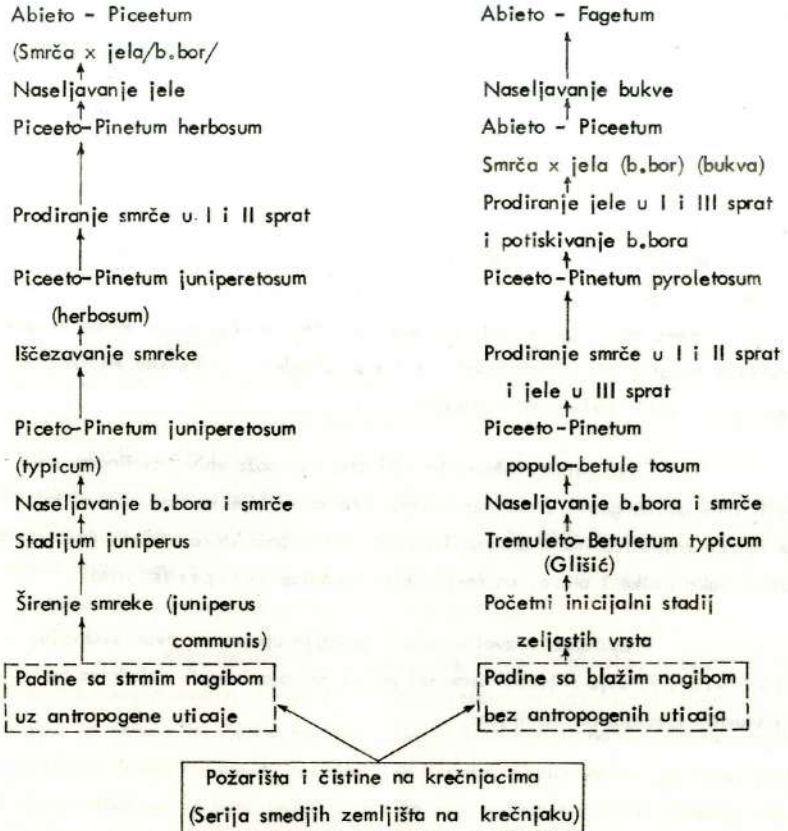 Abieto - Piceetum
(Smrča x jela/b.bor/
Naseljavanje jele
Piceeto-Pinetum herbosum
Prodiranje smrče u I i II sprat
Piceeto-Pinetum juniperetosum
(herbosum)
Iščezavanje smreke
Piceto-Pinetum juniperetosum
(typicum)
Naseljavanje b.bora i smrče
Stadijum juniperus
Širenje smreke (juniperus
communis)
Padine sa strmim nagibom
uz antropogene uticaje
Abieto - Fagetum
Naseljavanje bukve
Abieto - Piceetum
Smrča x jela (b.bor) (bukva)
Prodiranje jele u I i III sprat
i potiskivanje b.bora
Piceeto-Pinetum pyroletosum
Prodiranje smrče u I i II sprat
i jele u III sprat
Piceeto-Pinetum
populo-betule tosum
Naseljavanje b.bora i smrče
Tremuleto-Betuletum typicum
(Glišić)
Početni inicijalni stadij
zeljastih vrsta
Padine sa blažim nagibom
bez antropogenih uticaja
Požarišta i čistine na krečnjacima
(Serija smedjih zemljišta na krečnjaku)